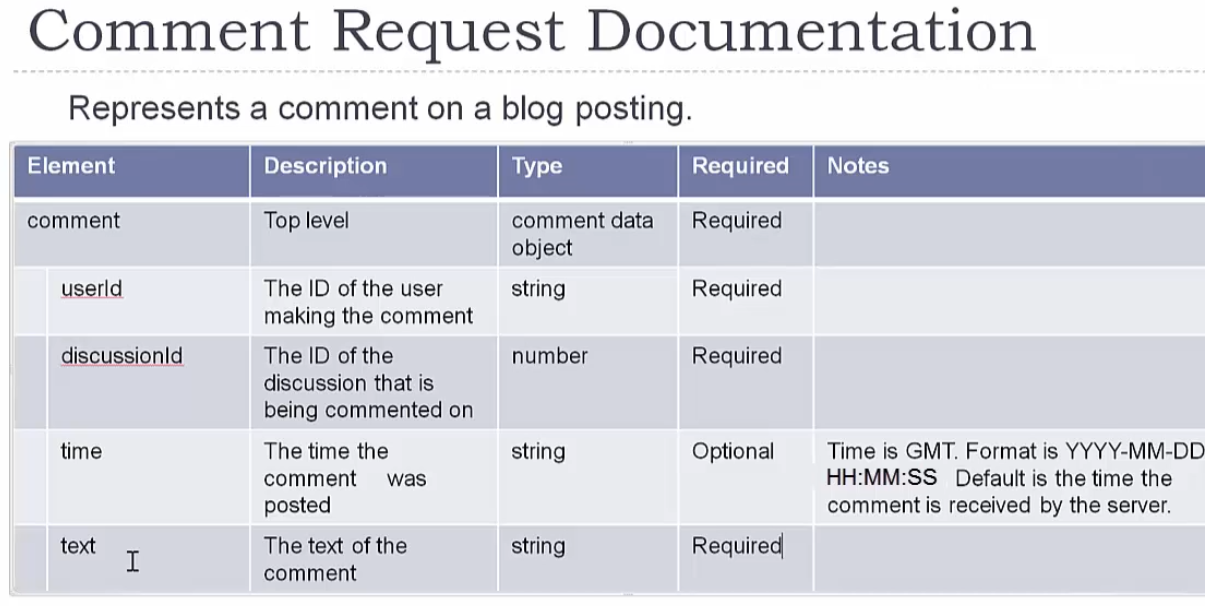 Comment Request Documentation
Represents a comment on a blog posting.
Element Description Type Required Notes
comment Top level comment data Required
object
userId The ID of the user string Required
making the comment
discussionId The ID of the number Required
discussion that is
being commented on
time The time the string Optional Time is GMT. Format is YYYY-MM-DD
comment was HH:MM:SS Default is the time the
posted comment is received by the server.
text The text of the string Required
comment